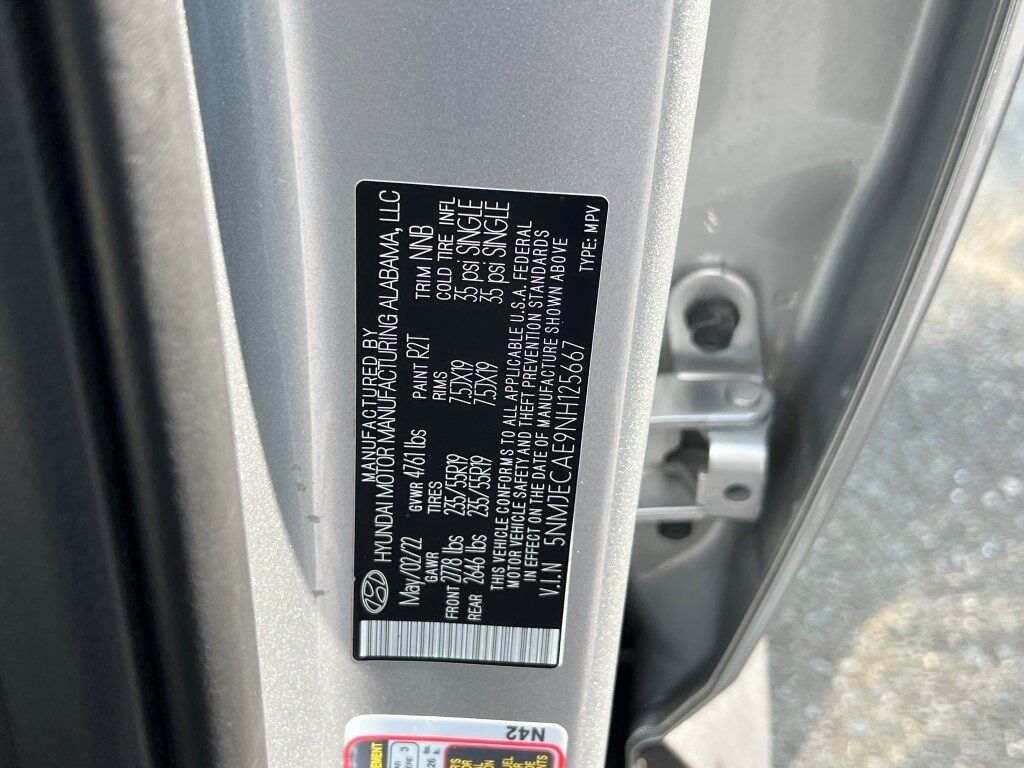 MANUFACTURED BY
HYUNDAI MOTOR MANUFACTURING ALABAMA, LLC
May/02/22 GVWR 4761 lbs PAINT R2T TRIM NNB
GAWR TIRES RIMS COLD TIRE INFL
FRONT 2778 lbs 235/55R19 7.5JX19 35 psi SINGLE
REAR 2646 lbs 235/55R19 7.5JX19 35 psi SINGLE
THIS VEHICLE CONFORMS TO ALL APPLICABLE U.S.A. FEDERAL
MOTOR VEHICLE SAFETY AND THEFT PREVENTION STANDARDS
IN EFFECT ON THE DATE OF MANUFACTURE SHOWN ABOVE
V.I.N 5NMJECAE9NH125667 TYPE: MPV
N42